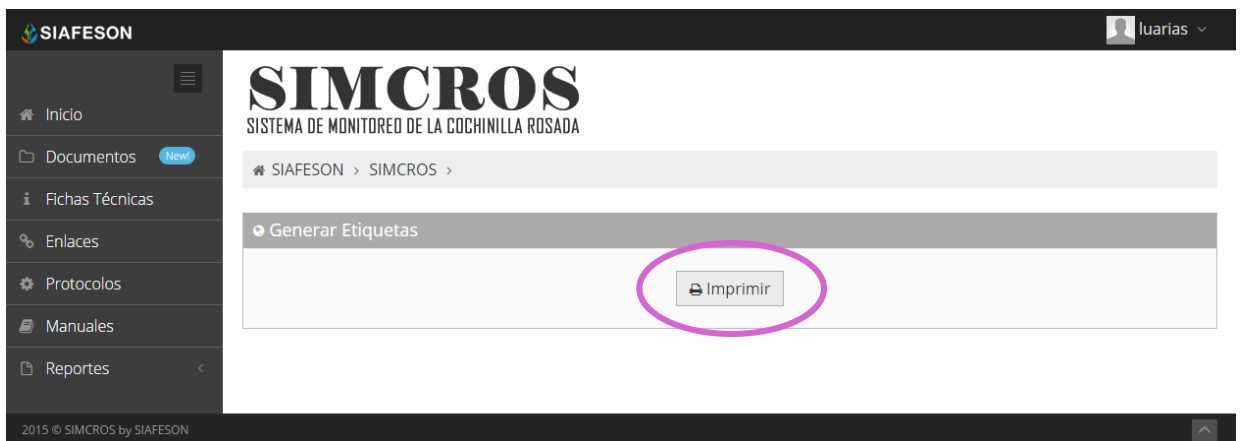 SIAFESON
luarias
SIMCROS
SISTEMA DE MONITOREO DE LA COCHINILLA ROSADA
Inicio
Documentos New!
Fichas Técnicas
Enlaces
Protocolos
Manuales
Reportes
SIAFESON > SIMCROS >
Generar Etiquetas
Imprimir
2015 © SIMCROS by SIAFESON